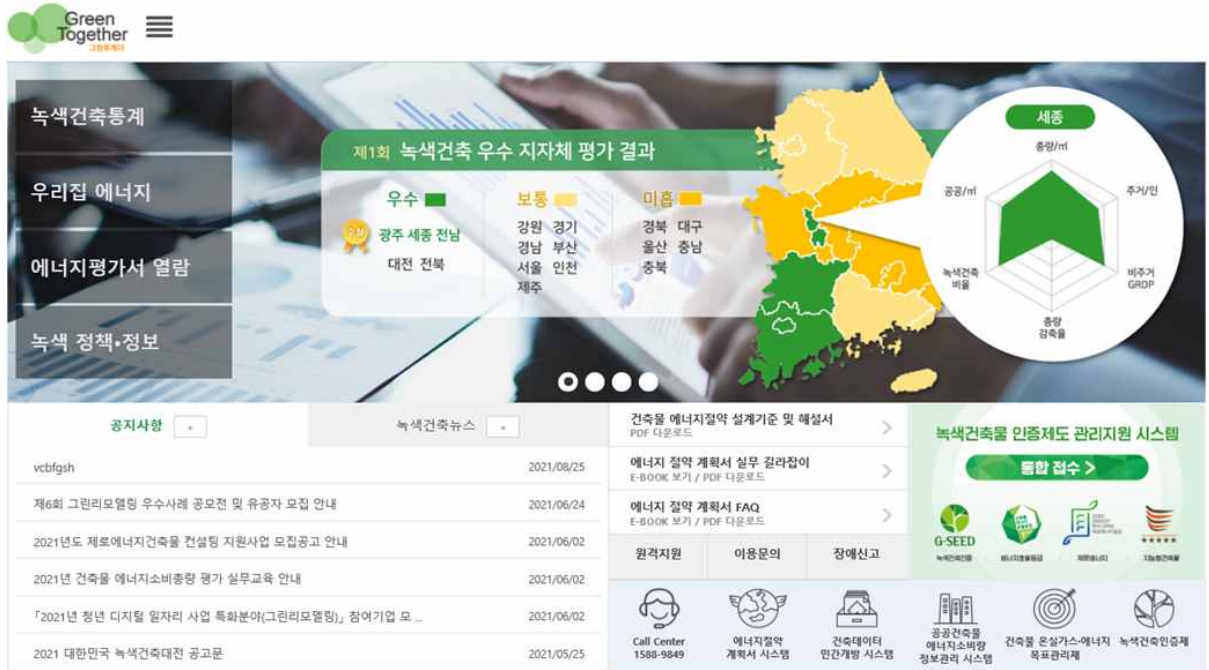 Green
Together
그린투게더
녹색건축통계
우리집 에너지
에너지평가서 열람
녹색 정책•정보
제1회 녹색건축 우수 지자체 평가 결과
우수
광주 세종 전남
대전 전북
보통
강원 경기
경남 부산
서울 인천
제주
미흡
경북 대구
울산 충남
충북
세종
총량/㎡
주거/인
비주거
GRDP
총량
감축율
녹색건축
비율
공공/㎡
공지사항 +
녹색건축뉴스 +
vcbfgsh 2021/08/25
제6회 그린리모델링 우수사례 공모전 및 유공자 모집 안내 2021/06/24
2021년도 제로에너지건축물 컨설팅 지원사업 모집공고 안내 2021/06/02
2021년 건축물 에너지소비총량 평가 실무교육 안내 2021/06/02
「2021년 청년 디지털 일자리 사업 특화분야(그린리모델링)」 참여기업 모 ... 2021/06/02
2021 대한민국 녹색건축대전 공고문 2021/05/25
건축물 에너지절약 설계기준 및 해설서
PDF 다운로드
에너지 절약 계획서 실무 길라잡이
E-BOOK 보기 / PDF 다운로드
에너지 절약 계획서 FAQ
E-BOOK 보기 / PDF 다운로드
원격지원 이용문의 장애신고
녹색건축물 인증제도 관리지원 시스템
통합 접수 >
G-SEED
녹색건축인증
Call Center
1588-9849
에너지절약
계획서 시스템
건축데이터
민간개방 시스템
공공건축물
에너지소비량
정보관리 시스템
건축물 온실가스·에너지
목표관리제
녹색건축인증제